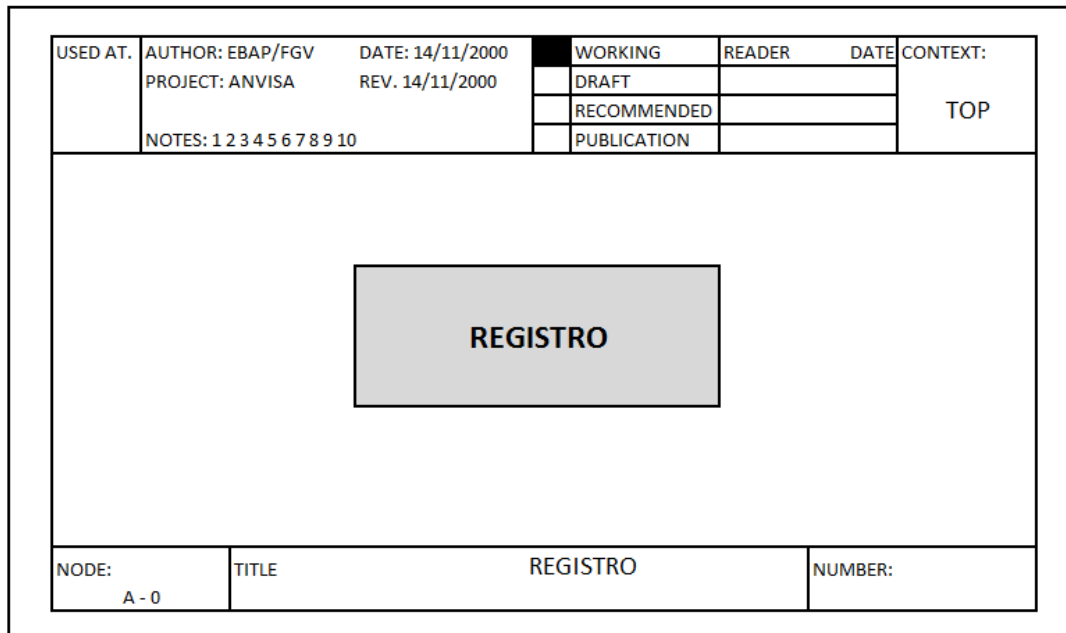 USED AT. AUTHOR: EBAP/FGV DATE: 14/11/2000 WORKING READER DATE CONTEXT:
PROJECT: ANVISA REV. 14/11/2000 DRAFT
RECOMMENDED TOP
NOTES: 1 2 3 4 5 6 7 8 9 10 PUBLICATION
REGISTRO
NODE: TITLE REGISTRO NUMBER:
A - 0